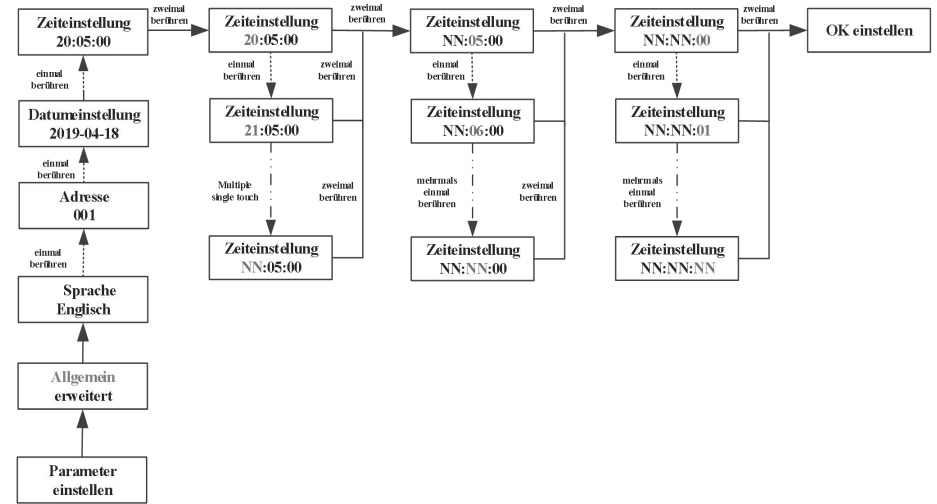 zweimal
berühren
Zeiteinstellung
20:05:00
Zeiteinstellung
20:05:00
zweimal
berühren
Zeiteinstellung
NN:05:00
zweimal
berühren
Zeiteinstellung
NN:NN:00
zweimal
berühren
OK einstellen
einmal
berühren
einmal
berühren
zweimal
berühren
einmal
berühren
einmal
berühren
Datumeinstellung
2019-04-18
Zeiteinstellung
21:05:00
Zeiteinstellung
NN:06:00
Zeiteinstellung
NN:NN:01
einmal
berühren
Adresse
001
Multiple
single touch
zweimal
berühren
mehrmals
einmal
berühren
zweimal
berühren
mehrmals
einmal
berühren
einmal
berühren
Zeiteinstellung
NN:05:00
Zeiteinstellung
NN:NN:00
Zeiteinstellung
NN:NN:NN
Sprache
Englisch
Allgemein
erweitert
Parameter
einstellen